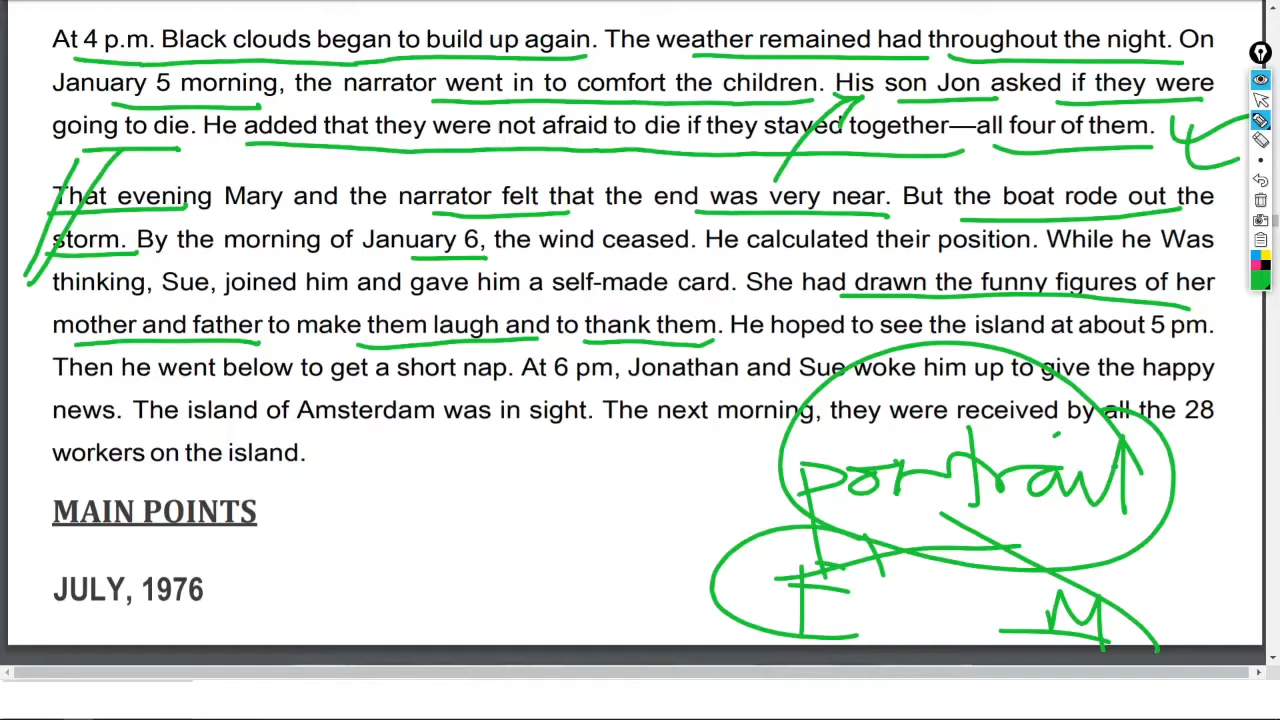 At 4 p.m. Black clouds began to build up again. The weather remained had throughout the night. On
January 5 morning, the narrator went in to comfort the children. His son Jon asked if they were
going to die. He added that they were not afraid to die if they stayed together—all four of them.
That evening Mary and the narrator felt that the end was very near. But the boat rode out the
storm. By the morning of January 6, the wind ceased. He calculated their position. While he Was
thinking, Sue, joined him and gave him a self-made card. She had drawn the funny figures of her
mother and father to make them laugh and to thank them. He hoped to see the island at about 5 pm.
Then he went below to get a short nap. At 6 pm, Jonathan and Sue woke him up to give the happy
news. The island of Amsterdam was in sight. The next morning, they were received by all the 28
workers on the island.
portrait
MAIN POINTS
F M
JULY, 1976